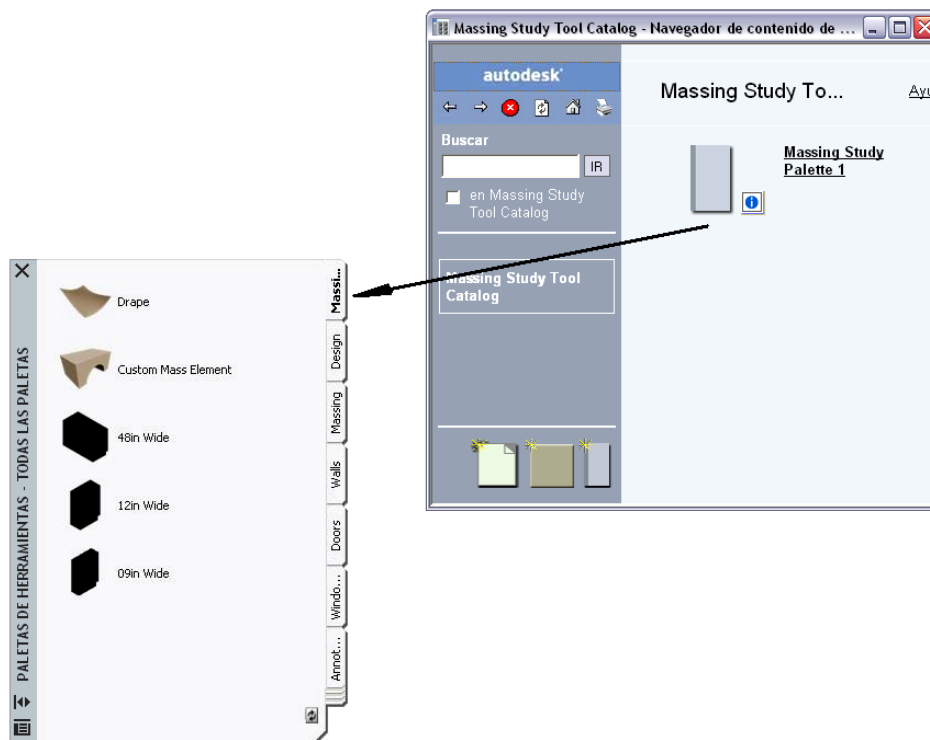 Massing Study Tool Catalog - Navegador de contenido de ...
autodesk
Massing Study To...
Ayu
Buscar
IR
en Massing Study
Tool Catalog
Massing Study
Palette 1
Massing Study Tool
Catalog
PALETAS DE HERRAMIENTAS - TODAS LAS PALETAS
Drape
Custom Mass Element
48in Wide
12in Wide
09in Wide
Massi...
Design
Massing
Walls
Doors
Windo...
Annot...